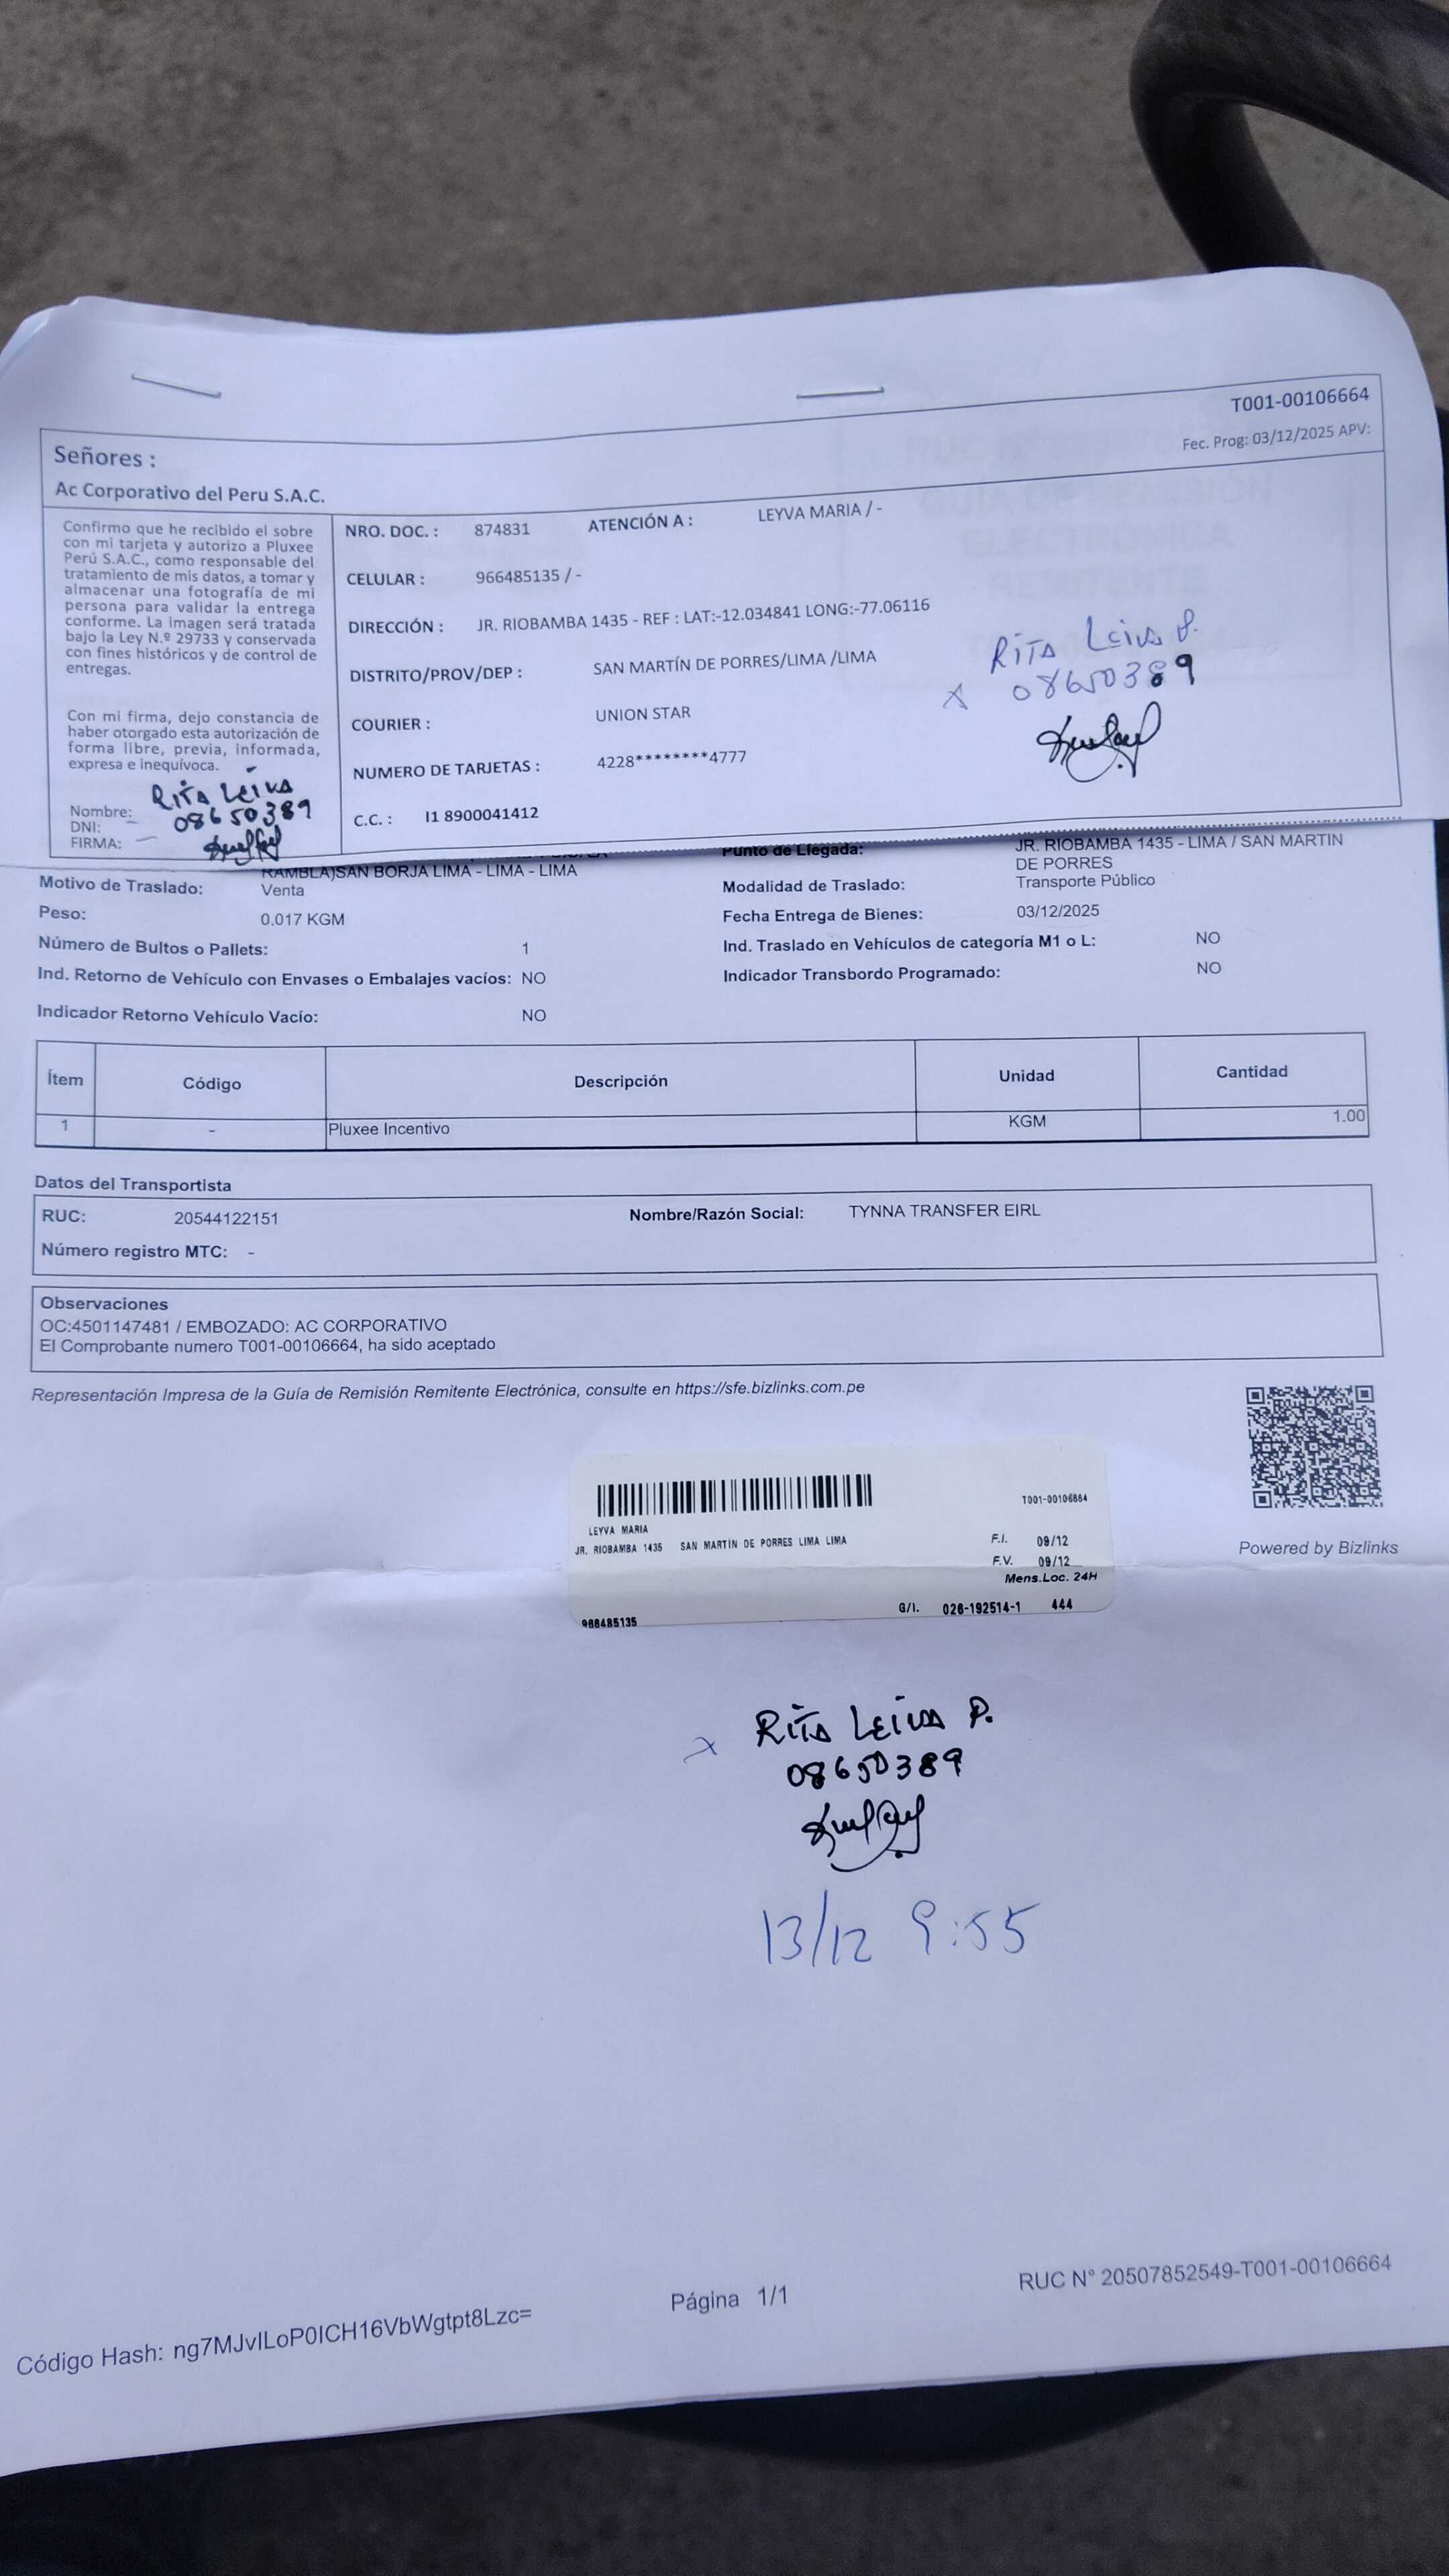 T001-00106664
Fec. Prog: 03/12/2025 APV:
Señores :
Ac Corporativo del Peru S.A.C.
Confirmo que he recibido el sobre
con mi tarjeta y autorizo a Pluxee
Perú S.A.C., como responsable del
tratamiento de mis datos, a tomar y
almacenar una fotografía de mi
persona para validar la entrega
conforme. La imagen será tratada
bajo la Ley N.º 29733 y conservada
con fines históricos y de control de
entregas.
Con mi firma, dejo constancia de
haber otorgado esta autorización de
forma libre, previa, informada,
expresa e inequívoca.
Nombre: RITA LEIVA
DNI: 08650389
FIRMA:
NRO. DOC. : 874831 ATENCIÓN A : LEYVA MARIA / -
CELULAR : 966485135 / -
DIRECCIÓN : JR. RIOBAMBA 1435 - REF : LAT:-12.034841 LONG:-77.06116
DISTRITO/PROV/DEP : SAN MARTÍN DE PORRES/LIMA /LIMA
COURIER : UNION STAR
NUMERO DE TARJETAS : 4228********4777
C.C. : I1 8900041412
RITA Leiva P.
x 08650389
RAMBLA)SAN BORJA LIMA - LIMA - LIMA
Motivo de Traslado: Venta
Peso: 0.017 KGM
Número de Bultos o Pallets: 1
Ind. Retorno de Vehículo con Envases o Embalajes vacíos: NO
Indicador Retorno Vehículo Vacío: NO
Punto de Llegada: JR. RIOBAMBA 1435 - LIMA / SAN MARTIN
DE PORRES
Modalidad de Traslado: Transporte Público
Fecha Entrega de Bienes: 03/12/2025
Ind. Traslado en Vehículos de categoría M1 o L: NO
Indicador Transbordo Programado: NO
Ítem Código Descripción Unidad Cantidad
1 - Pluxee Incentivo KGM 1.00
Datos del Transportista
RUC: 20544122151 Nombre/Razón Social: TYNNA TRANSFER EIRL
Número registro MTC: -
Observaciones
OC:4501147481 / EMBOZADO: AC CORPORATIVO
El Comprobante numero T001-00106664, ha sido aceptado
Representación Impresa de la Guía de Remisión Remitente Electrónica, consulte en https://sfe.bizlinks.com.pe
Powered by Bizlinks
T001-00106664
LEYVA MARIA
JR. RIOBAMBA 1435 SAN MARTÍN DE PORRES LIMA LIMA
F.I. 09/12
F.V. 09/12
Mens.Loc. 24H
G/I. 026-192514-1 444
966485135
x RITA LEIVA P.
08650389
13/12 9:55
Código Hash: ng7MJvILoP0ICH16VbWgtpt8Lzc=
Página 1/1
RUC N° 20507852549-T001-00106664